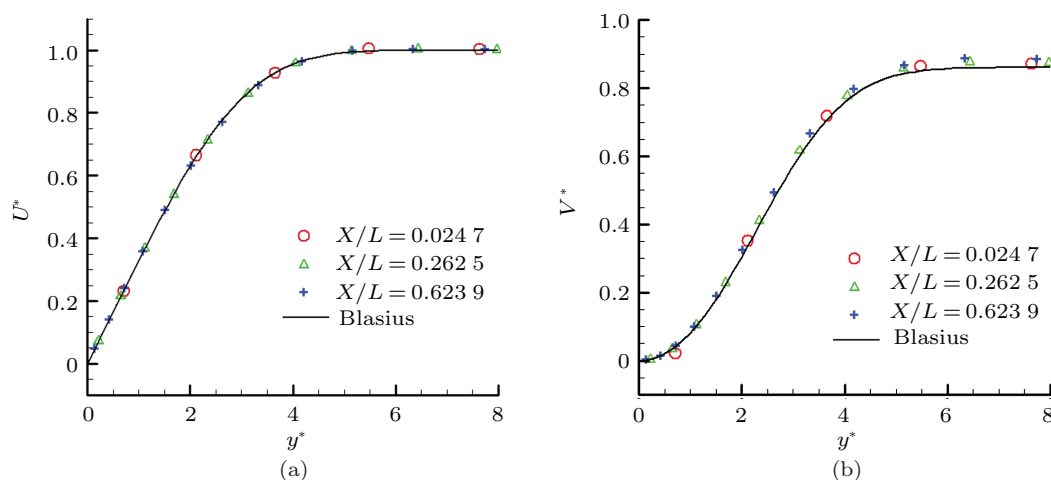 1.0
0.8
0.6
0.4
0.2
0
U*
X/L = 0.024 7
X/L = 0.262 5
X/L = 0.623 9
Blasius
0 2 4 6 8
y*
(a)
1.0
0.8
0.6
0.4
0.2
0
V*
X/L = 0.024 7
X/L = 0.262 5
X/L = 0.623 9
Blasius
0 2 4 6 8
y*
(b)